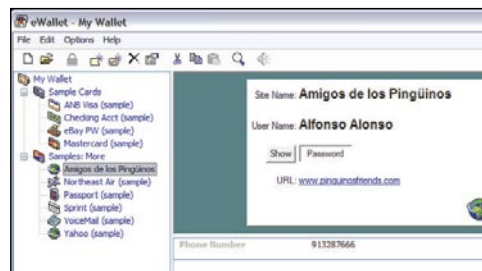 eWallet - My Wallet
File Edit Options Help
My Wallet
Sample Cards
ANB Visa (sample)
Checking Acct (sample)
eBay PW (sample)
Mastercard (sample)
Samples: More
Amigos de los Pingüinos
Northeast Air (sample)
Passport (sample)
Sprint (sample)
VoiceMail (sample)
Yahoo (sample)
Site Name: Amigos de los Pingüinos
User Name: Alfonso Alonso
Show Password
URL: www.pinguinosfriends.com
Phone Number 913287666